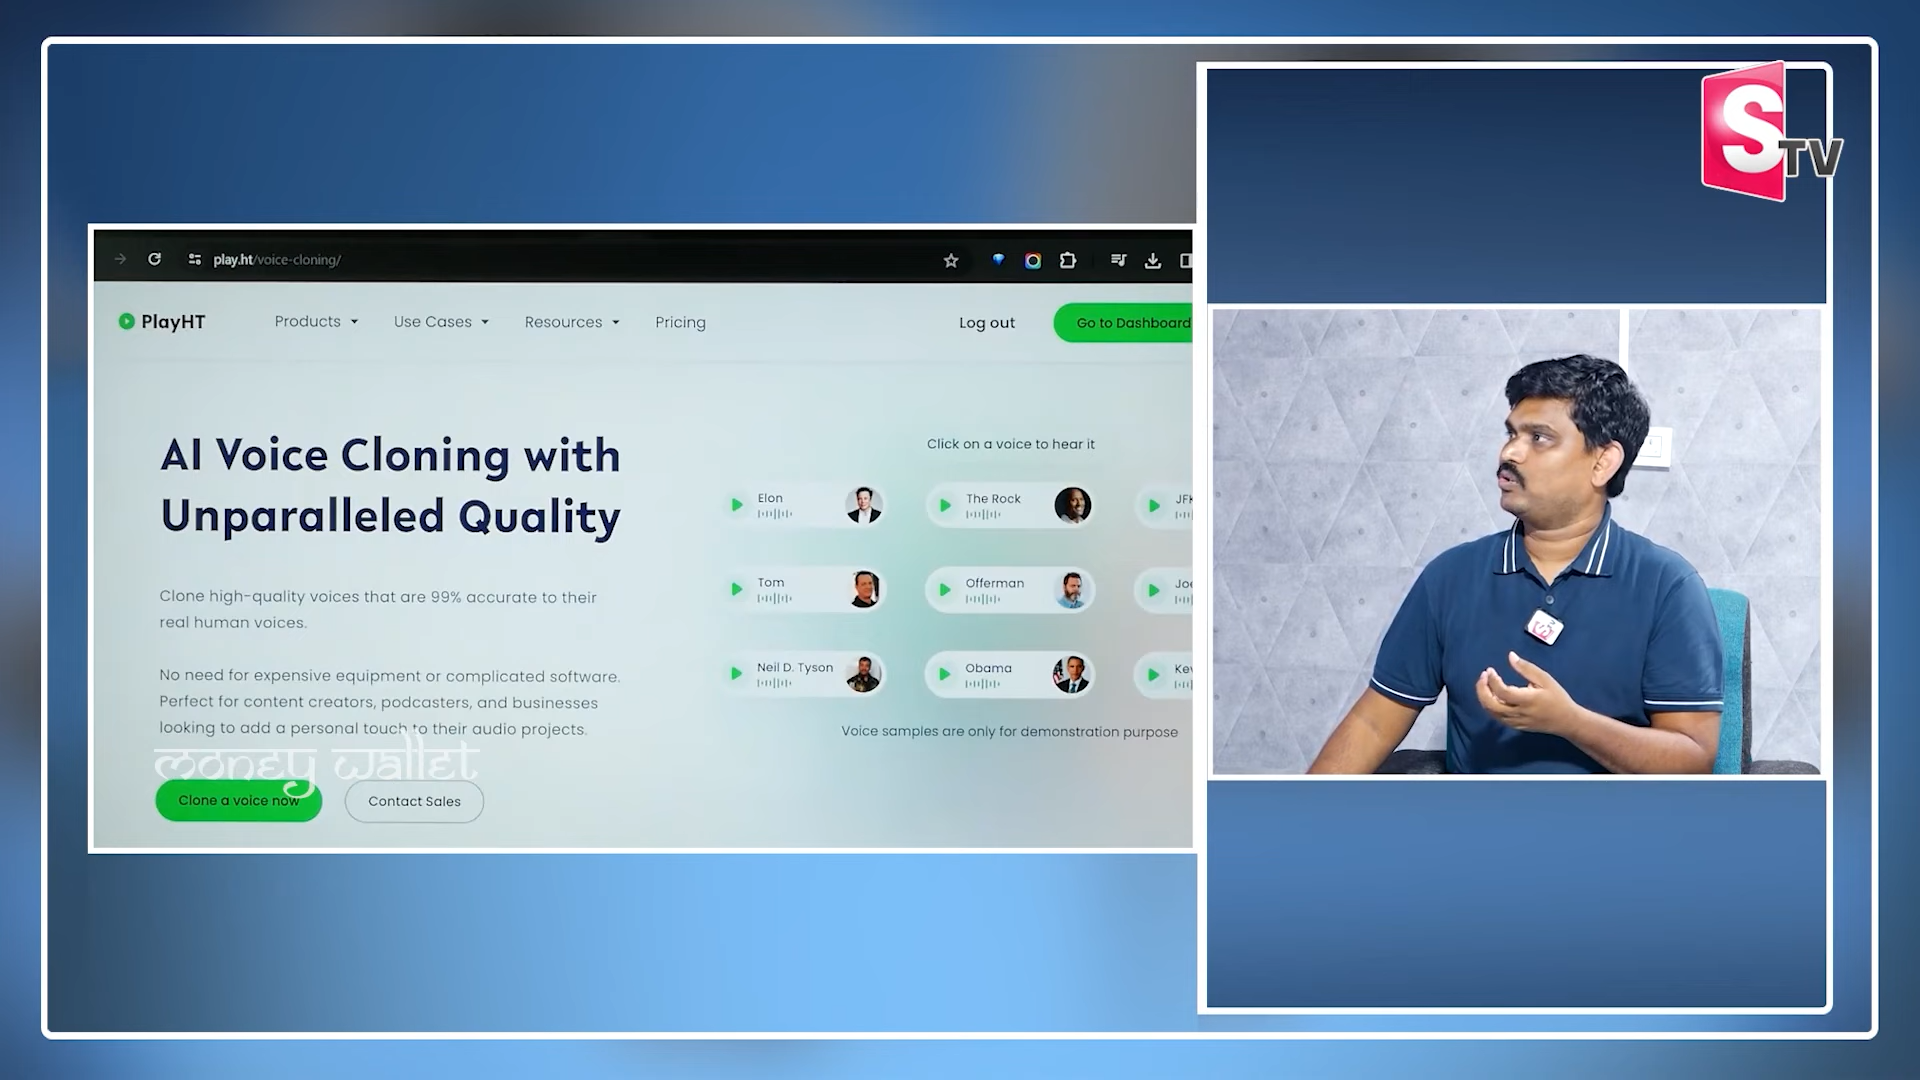 STV
play.ht/voice-cloning/
PlayHT
Products
Use Cases
Resources
Pricing
Log out
Go to Dashboard
AI Voice Cloning with
Unparalleled Quality
Clone high-quality voices that are 99% accurate to their
real human voices.
No need for expensive equipment or complicated software.
Perfect for content creators, podcasters, and businesses
looking to add a personal touch to their audio projects.
money wallet
Clone a voice now
Contact Sales
Click on a voice to hear it
Elon
The Rock
Tom
Offerman
Neil D. Tyson
Obama
Voice samples are only for demonstration purpose